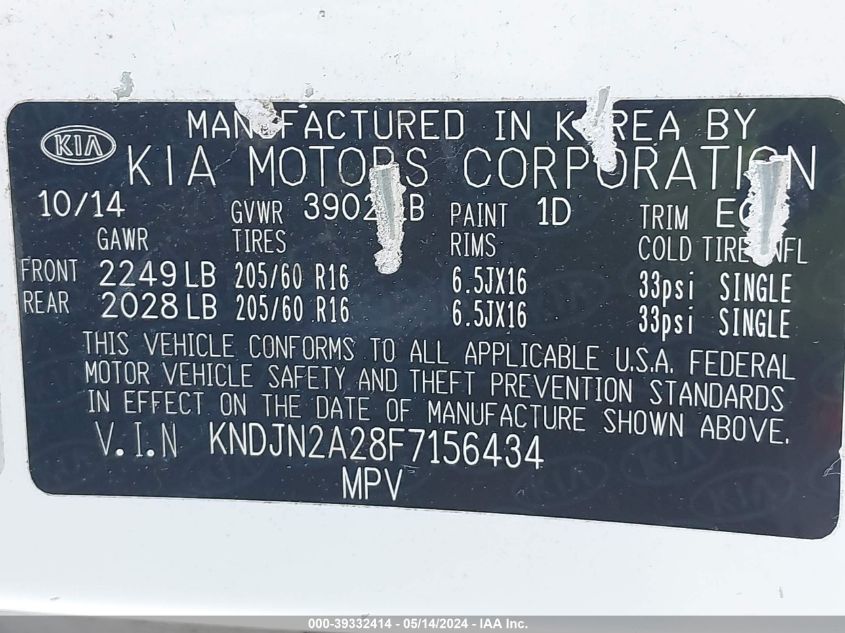 KIA
MANUFACTURED IN KOREA BY
KIA MOTORS CORPORATION
10/14 GVWR LB PAINT 1D TRIM
GAWR TIRES RIMS COLD TIRE INFL
FRONT 2249LB 205/60 R16 6.5JX16 33psi SINGLE
REAR 2028LB 205/60 R16 6.5JX16 33psi SINGLE
THIS VEHICLE CONFORMS TO ALL APPLICABLE U.S.A. FEDERAL
MOTOR VEHICLE SAFETY AND THEFT PREVENTION STANDARDS
IN EFFECT ON THE DATE OF MANUFACTURE SHOWN ABOVE.
V.I.N KNDJN2A28F7156434
MPV
KIA
000-39332414 - 05/14/2024 - IAA Inc.